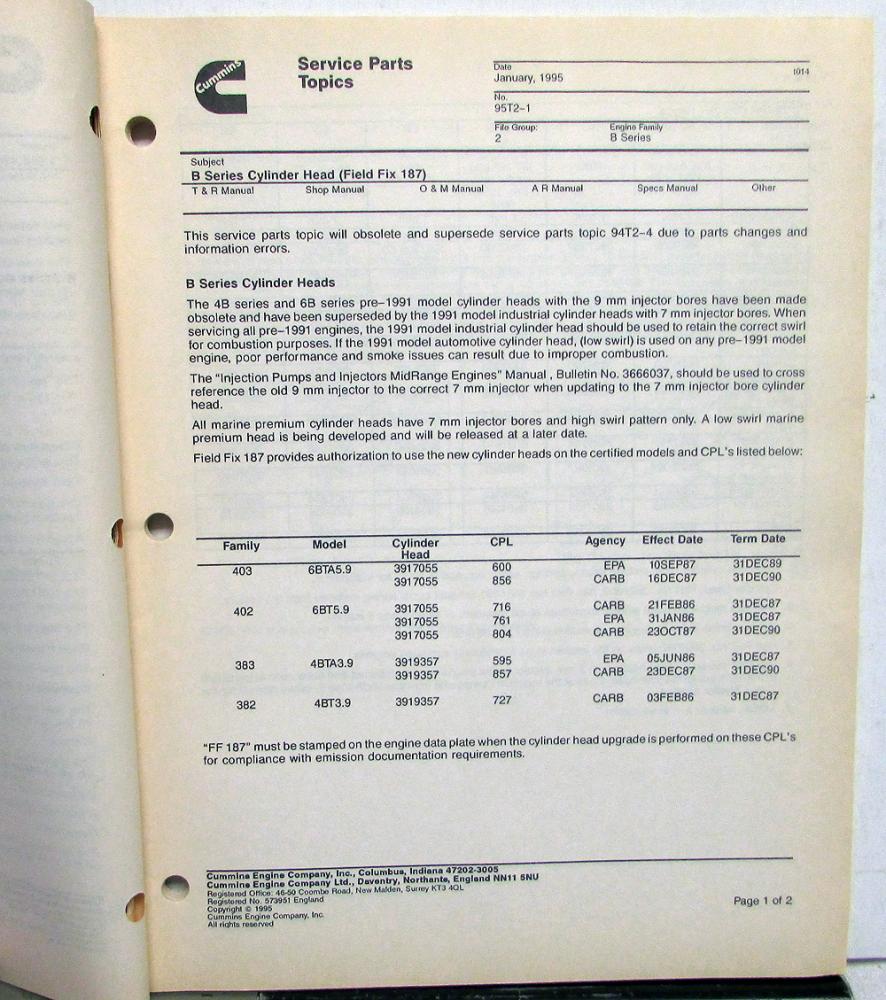 Cummins
Service Parts
Topics
Date
January, 1995
t014
No.
95T2-1
File Group:
2
Engine Family
B Series
Subject
B Series Cylinder Head (Field Fix 187)
T & R Manual Shop Manual O & M Manual A R Manual Specs Manual Other
This service parts topic will obsolete and supersede service parts topic 94T2-4 due to parts changes and
information errors.
B Series Cylinder Heads
The 4B series and 6B series pre-1991 model cylinder heads with the 9 mm injector bores have been made
obsolete and have been superseded by the 1991 model industrial cylinder heads with 7 mm injector bores. When
servicing all pre-1991 engines, the 1991 model industrial cylinder head should be used to retain the correct swirl
for combustion purposes. If the 1991 model automotive cylinder head, (low swirl) is used on any pre-1991 model
engine, poor performance and smoke issues can result due to improper combustion.
The "Injection Pumps and Injectors MidRange Engines" Manual , Bulletin No. 3666037, should be used to cross
reference the old 9 mm injector to the correct 7 mm injector when updating to the 7 mm injector bore cylinder
head.
All marine premium cylinder heads have 7 mm injector bores and high swirl pattern only. A low swirl marine
premium head is being developed and will be released at a later date.
Field Fix 187 provides authorization to use the new cylinder heads on the certified models and CPL's listed below:
Family Model Cylinder Head CPL Agency Effect Date Term Date
403 6BTA5.9 3917055 600 EPA 10SEP87 31DEC89
3917055 856 CARB 16DEC87 31DEC90
402 6BT5.9 3917055 716 CARB 21FEB86 31DEC87
3917055 761 EPA 31JAN86 31DEC87
3917055 804 CARB 23OCT87 31DEC90
383 4BTA3.9 3919357 595 EPA 05JUN86 31DEC87
3919357 857 CARB 23DEC87 31DEC90
382 4BT3.9 3919357 727 CARB 03FEB86 31DEC87
"FF 187" must be stamped on the engine data plate when the cylinder head upgrade is performed on these CPL's
for compliance with emission documentation requirements.
Cummins Engine Company, Inc., Columbus, Indiana 47202-3005
Cummins Engine Company Ltd., Daventry, Northants, England NN11 5NU
Registered Office: 46-50 Coombe Road, New Malden, Surrey KT3 4QL
Registered No. 573951 England
Copyright © 1995
Cummins Engine Company, Inc.
All rights reserved
Page 1 of 2